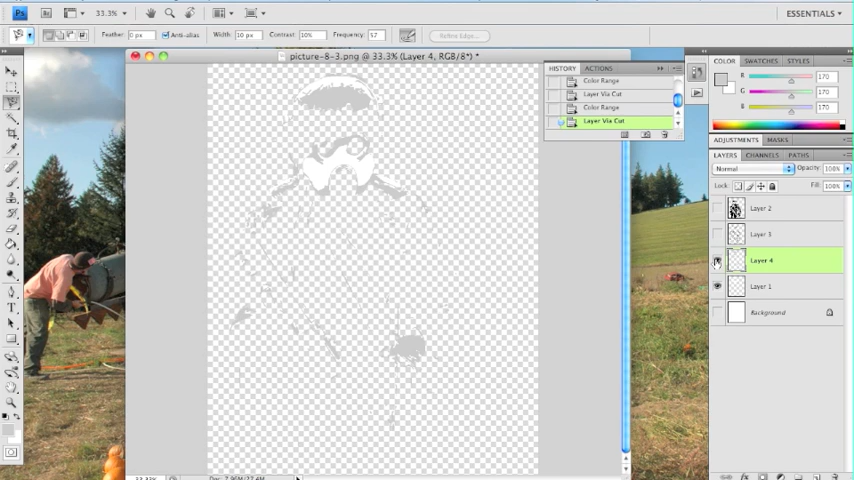 Ps Br 33.3% ESSENTIALS
Feather: 0 px Anti-alias Width: 10 px Contrast: 10% Frequency: 57 Refine Edge...
picture-8-3.png @ 33.3% (Layer 4, RGB/8*) *
HISTORY ACTIONS
Color Range
Layer Via Cut
Color Range
Layer Via Cut
COLOR SWATCHES STYLES
R 170
G 170
B 170
ADJUSTMENTS MASKS
LAYERS CHANNELS PATHS
Normal Opacity: 100%
Lock: Fill: 100%
Layer 2
Layer 3
Layer 4
Layer 1
Background
T
33.33%